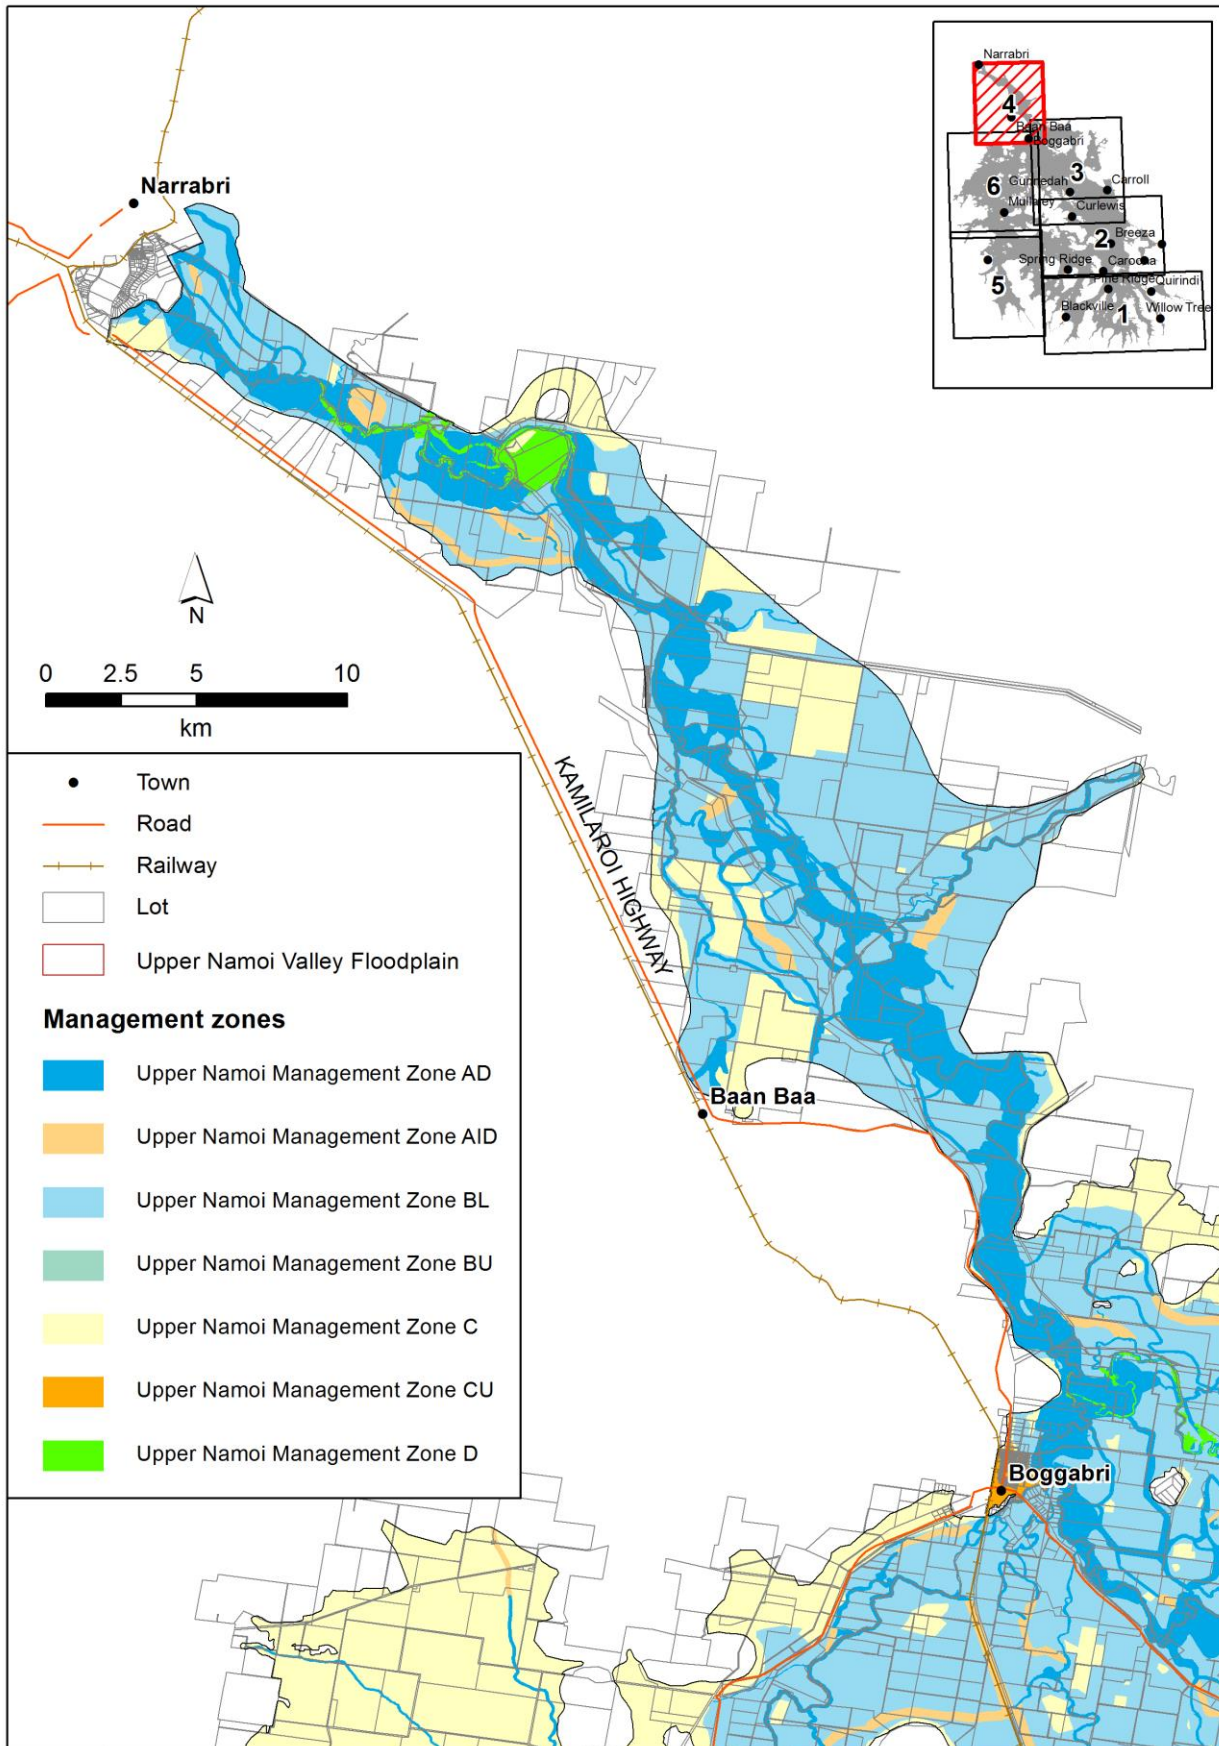 Narrabri
4
Baan Baa
Boggabri
3
6
Gunnedah
Carroll
Mullaley
Curlewis
2
Breeza
Spring Ridge
Caroona
5
Pine Ridge
Quirindi
Blackville
1
Willow Tree
Narrabri
N
0 2.5 5 10
km
KAMILAROI HIGHWAY
Town
Road
Railway
Lot
Upper Namoi Valley Floodplain
Management zones
Upper Namoi Management Zone AD
Upper Namoi Management Zone AID
Upper Namoi Management Zone BL
Upper Namoi Management Zone BU
Upper Namoi Management Zone C
Upper Namoi Management Zone CU
Upper Namoi Management Zone D
Baan Baa
Boggabri